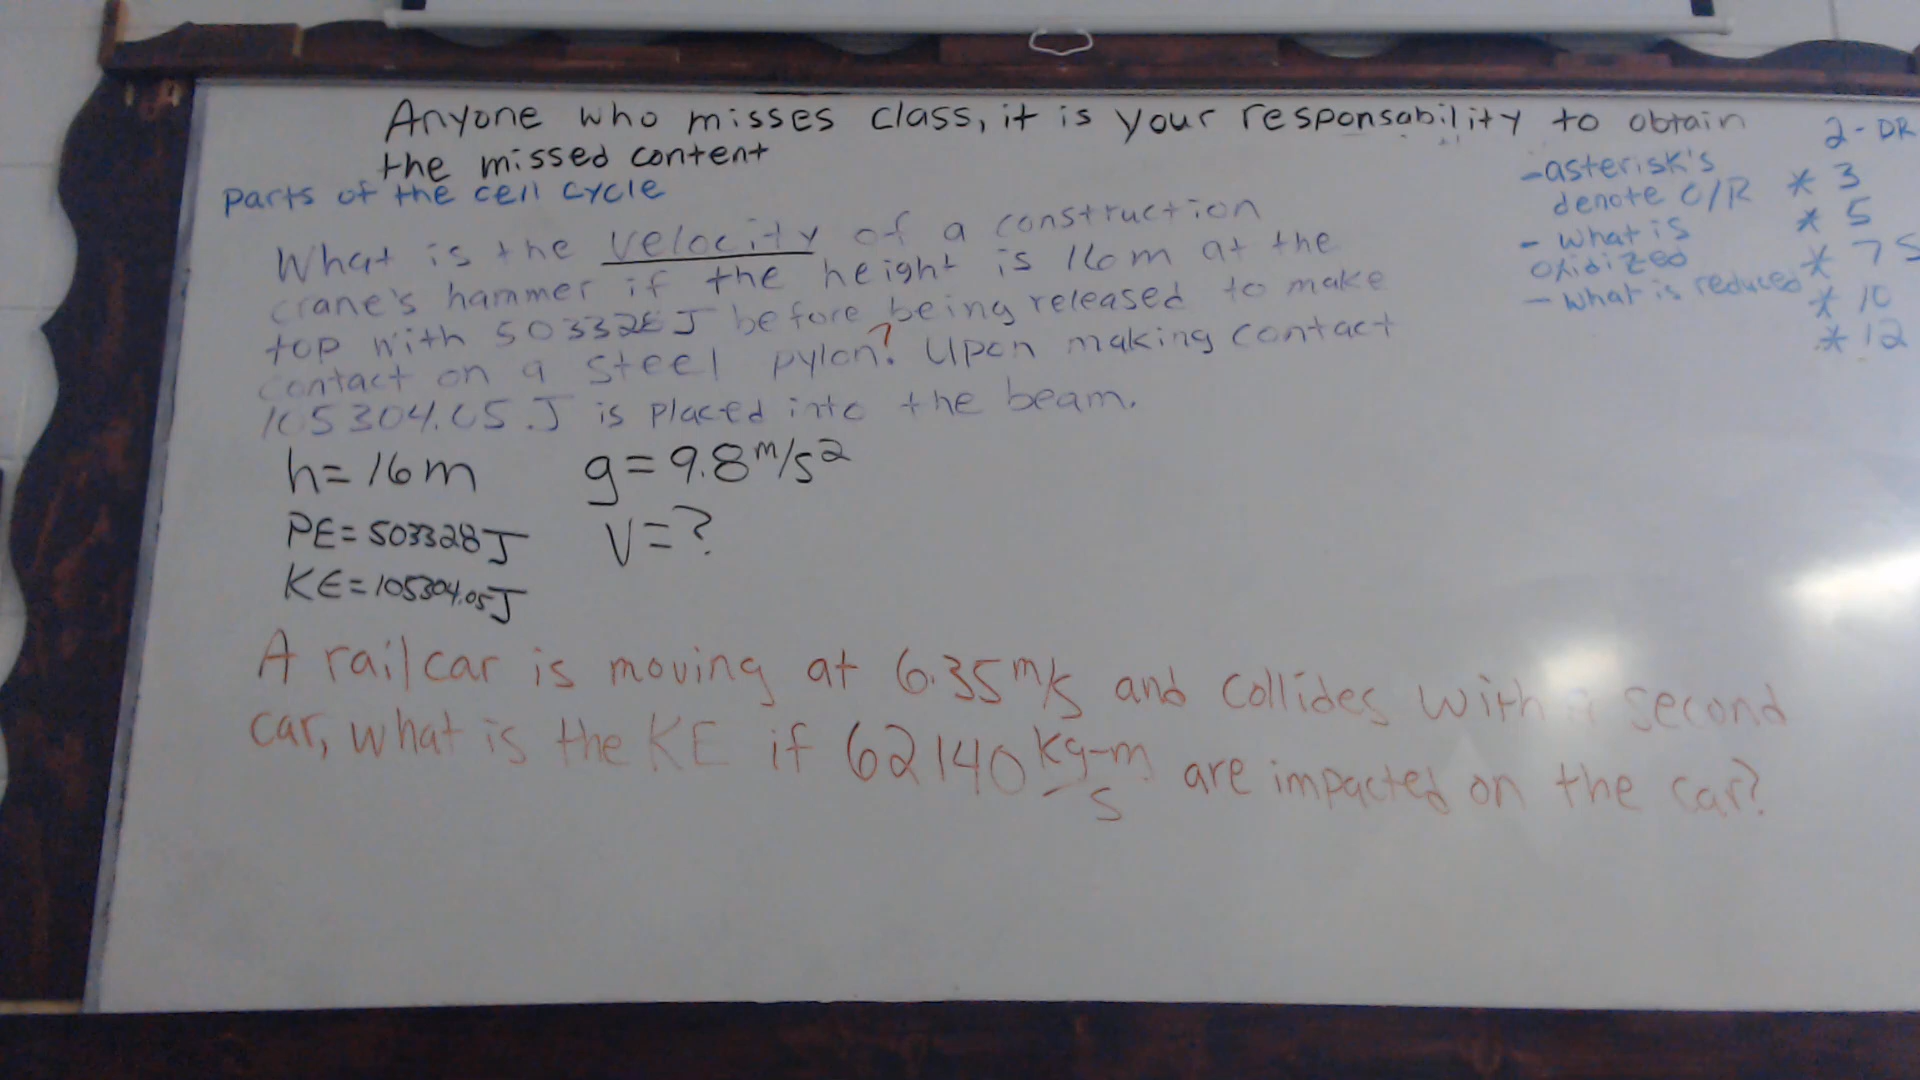 Anyone who misses class, it is your responsability to obtain
the missed content
Parts of the cell cycle
What is the velocity of a construction
crane's hammer if the height is 16m at the
top with 503328J before being released to make
contact on a steel pylon? Upon making contact
105304.05 J is placed into the beam.
h=16m g=9.8m/s2
PE=503328J V=?
KE=105304.05J
A railcar is moving at 6.35m/s and collides with a second
car, what is the KE if 62140 kg-m/s are impacted on the car?
2-DR
-asterisk's
denote O/R
- what is
oxidized
- what is reduced
* 3
* 5
* 7 S
* 10
* 12